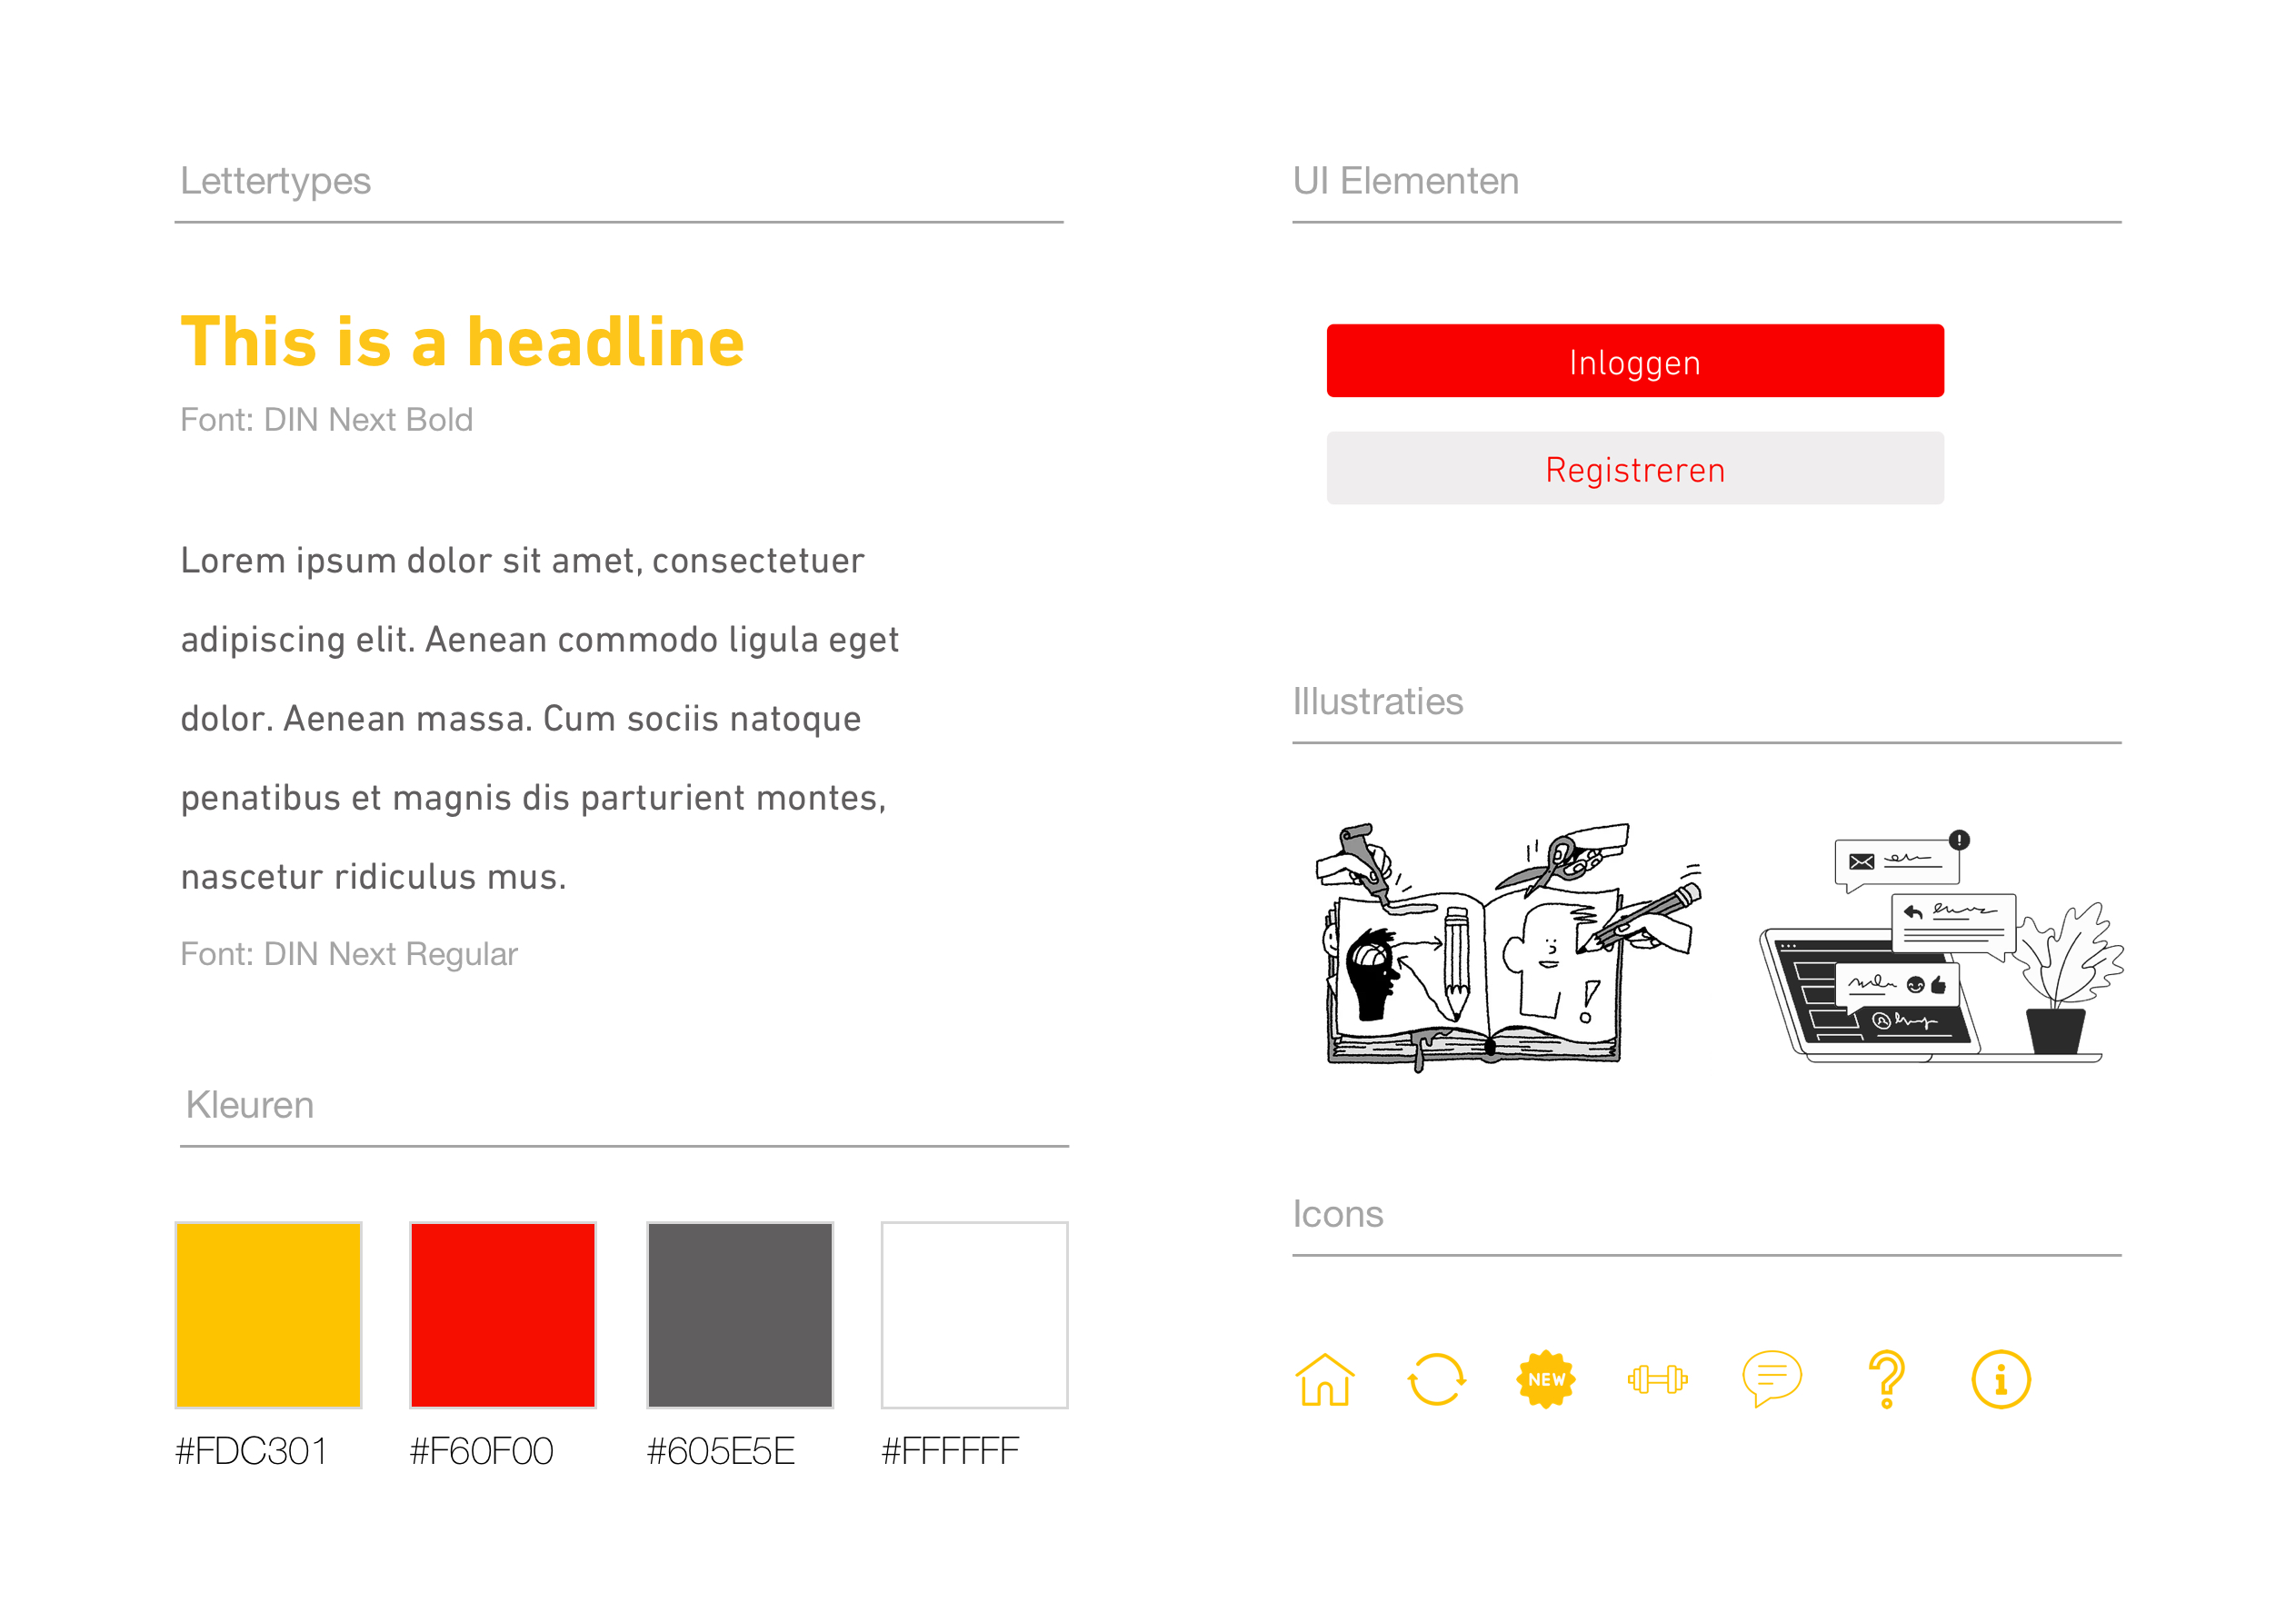 Lettertypes
This is a headline
Font: DIN Next Bold
Lorem ipsum dolor sit amet, consectetuer
adipiscing elit. Aenean commodo ligula eget
dolor. Aenean massa. Cum sociis natoque
penatibus et magnis dis parturient montes,
nascetur ridiculus mus.
Font: DIN Next Regular
Kleuren
#FDC301
#F60F00
#605E5E
#FFFFFF
UI Elementen
Inloggen
Registreren
Illustraties
Icons
NEW